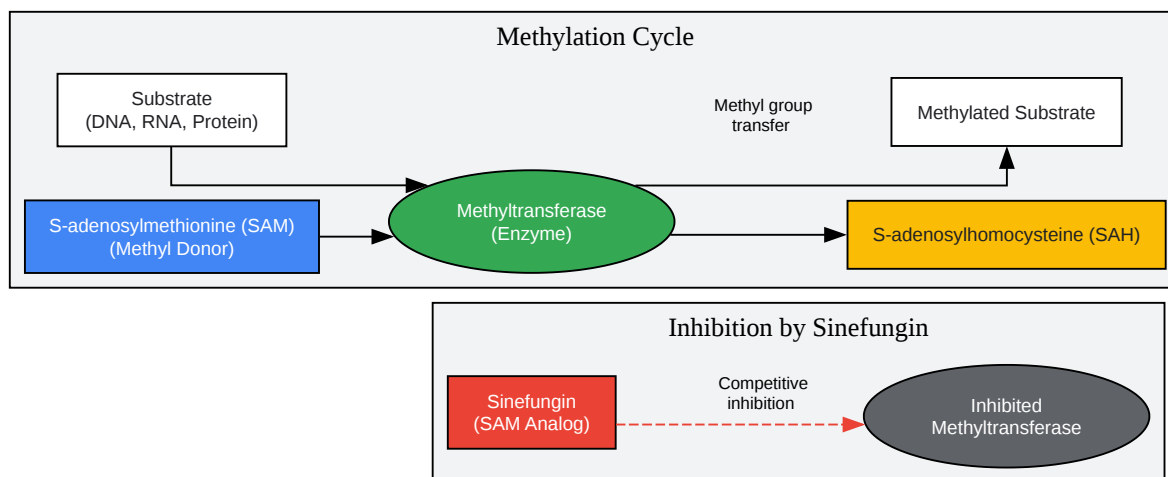 Methylation Cycle
Substrate
(DNA, RNA, Protein)
Methyl group
transfer
Methylated Substrate
S-adenosylmethionine (SAM)
(Methyl Donor)
Methyltransferase
(Enzyme)
S-adenosylhomocysteine (SAH)
Inhibition by Sinefungin
Sinefungin
(SAM Analog)
Competitive
inhibition
Inhibited
Methyltransferase